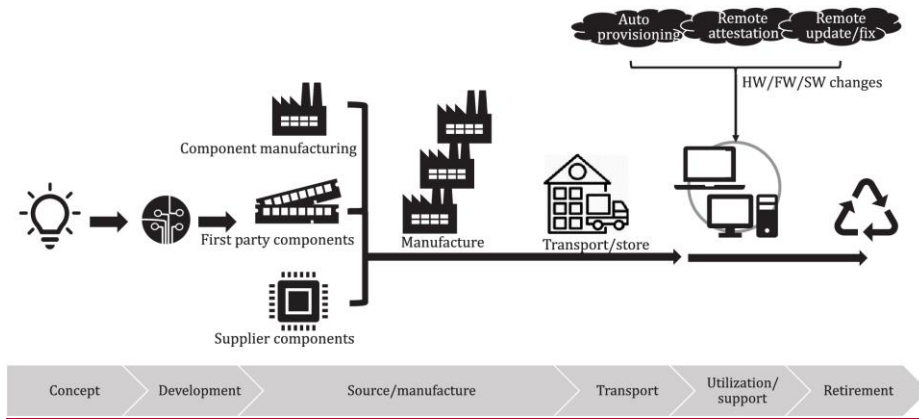 Auto
provisioning
Remote
attestation
Remote
update/fix
HW/FW/SW changes
Component manufacturing
First party components
Manufacture
Transport/store
Supplier components
Concept
Development
Source/manufacture
Transport
Utilization/
support
Retirement